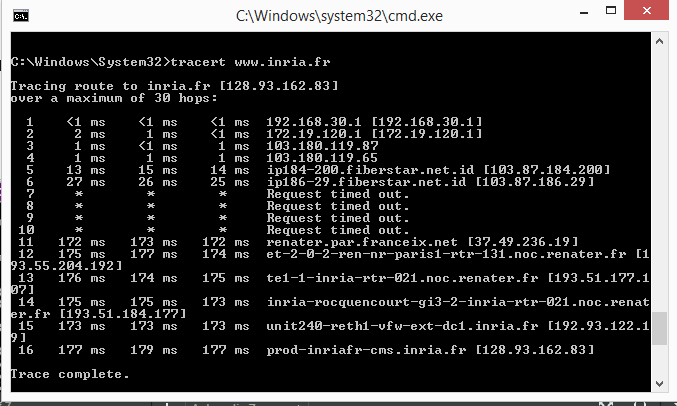 C:\Windows\system32\cmd.exe
C:\Windows\System32>tracert www.inria.fr
Tracing route to inria.fr [128.93.162.83]
over a maximum of 30 hops:
1 <1 ms <1 ms <1 ms 192.168.30.1 [192.168.30.1]
2 2 ms 1 ms <1 ms 172.19.120.1 [172.19.120.1]
3 1 ms <1 ms 1 ms 103.180.119.87
4 1 ms 1 ms 1 ms 103.180.119.65
5 13 ms 15 ms 14 ms ip184-200.fiberstar.net.id [103.87.184.200]
6 27 ms 26 ms 25 ms ip186-29.fiberstar.net.id [103.87.186.29]
7 * * * Request timed out.
8 * * * Request timed out.
9 * * * Request timed out.
10 * * * Request timed out.
11 172 ms 173 ms 172 ms renater.par.franceix.net [37.49.236.19]
12 175 ms 177 ms 174 ms et-2-0-2-ren-nr-paris1-rtr-131.noc.renater.fr [1
93.55.204.192]
13 176 ms 174 ms 175 ms te1-1-inria-rtr-021.noc.renater.fr [193.51.177.1
07]
14 175 ms 175 ms 173 ms inria-rocquencourt-gi3-2-inria-rtr-021.noc.renat
er.fr [193.51.184.177]
15 173 ms 173 ms 173 ms unit240-reth1-vfw-ext-dc1.inria.fr [192.93.122.1
9]
16 177 ms 179 ms 177 ms prod-inriafr-cms.inria.fr [128.93.162.83]
Trace complete.